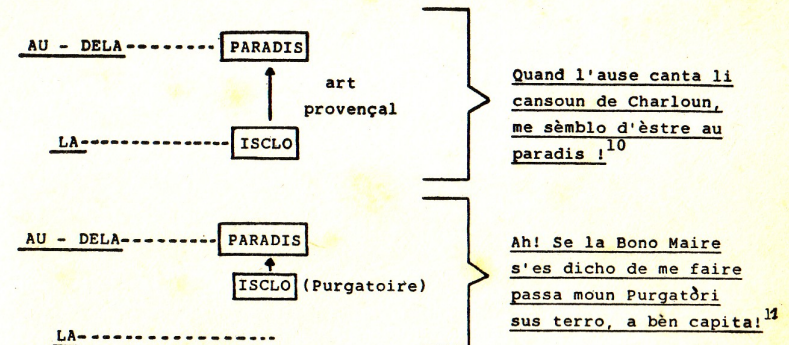 AU - DELA PARADIS
art
provençal
LA ISCLO
Quand l'ause canta li
cansoun de Charloun,
me sèmblo d'èstre au
paradis !10
AU - DELA PARADIS
ISCLO (Purgatoire)
LA
Ah! Se la Bono Maire
s'es dicho de me faire
passa moun Purgatòri
sus terro, a bèn capita!11